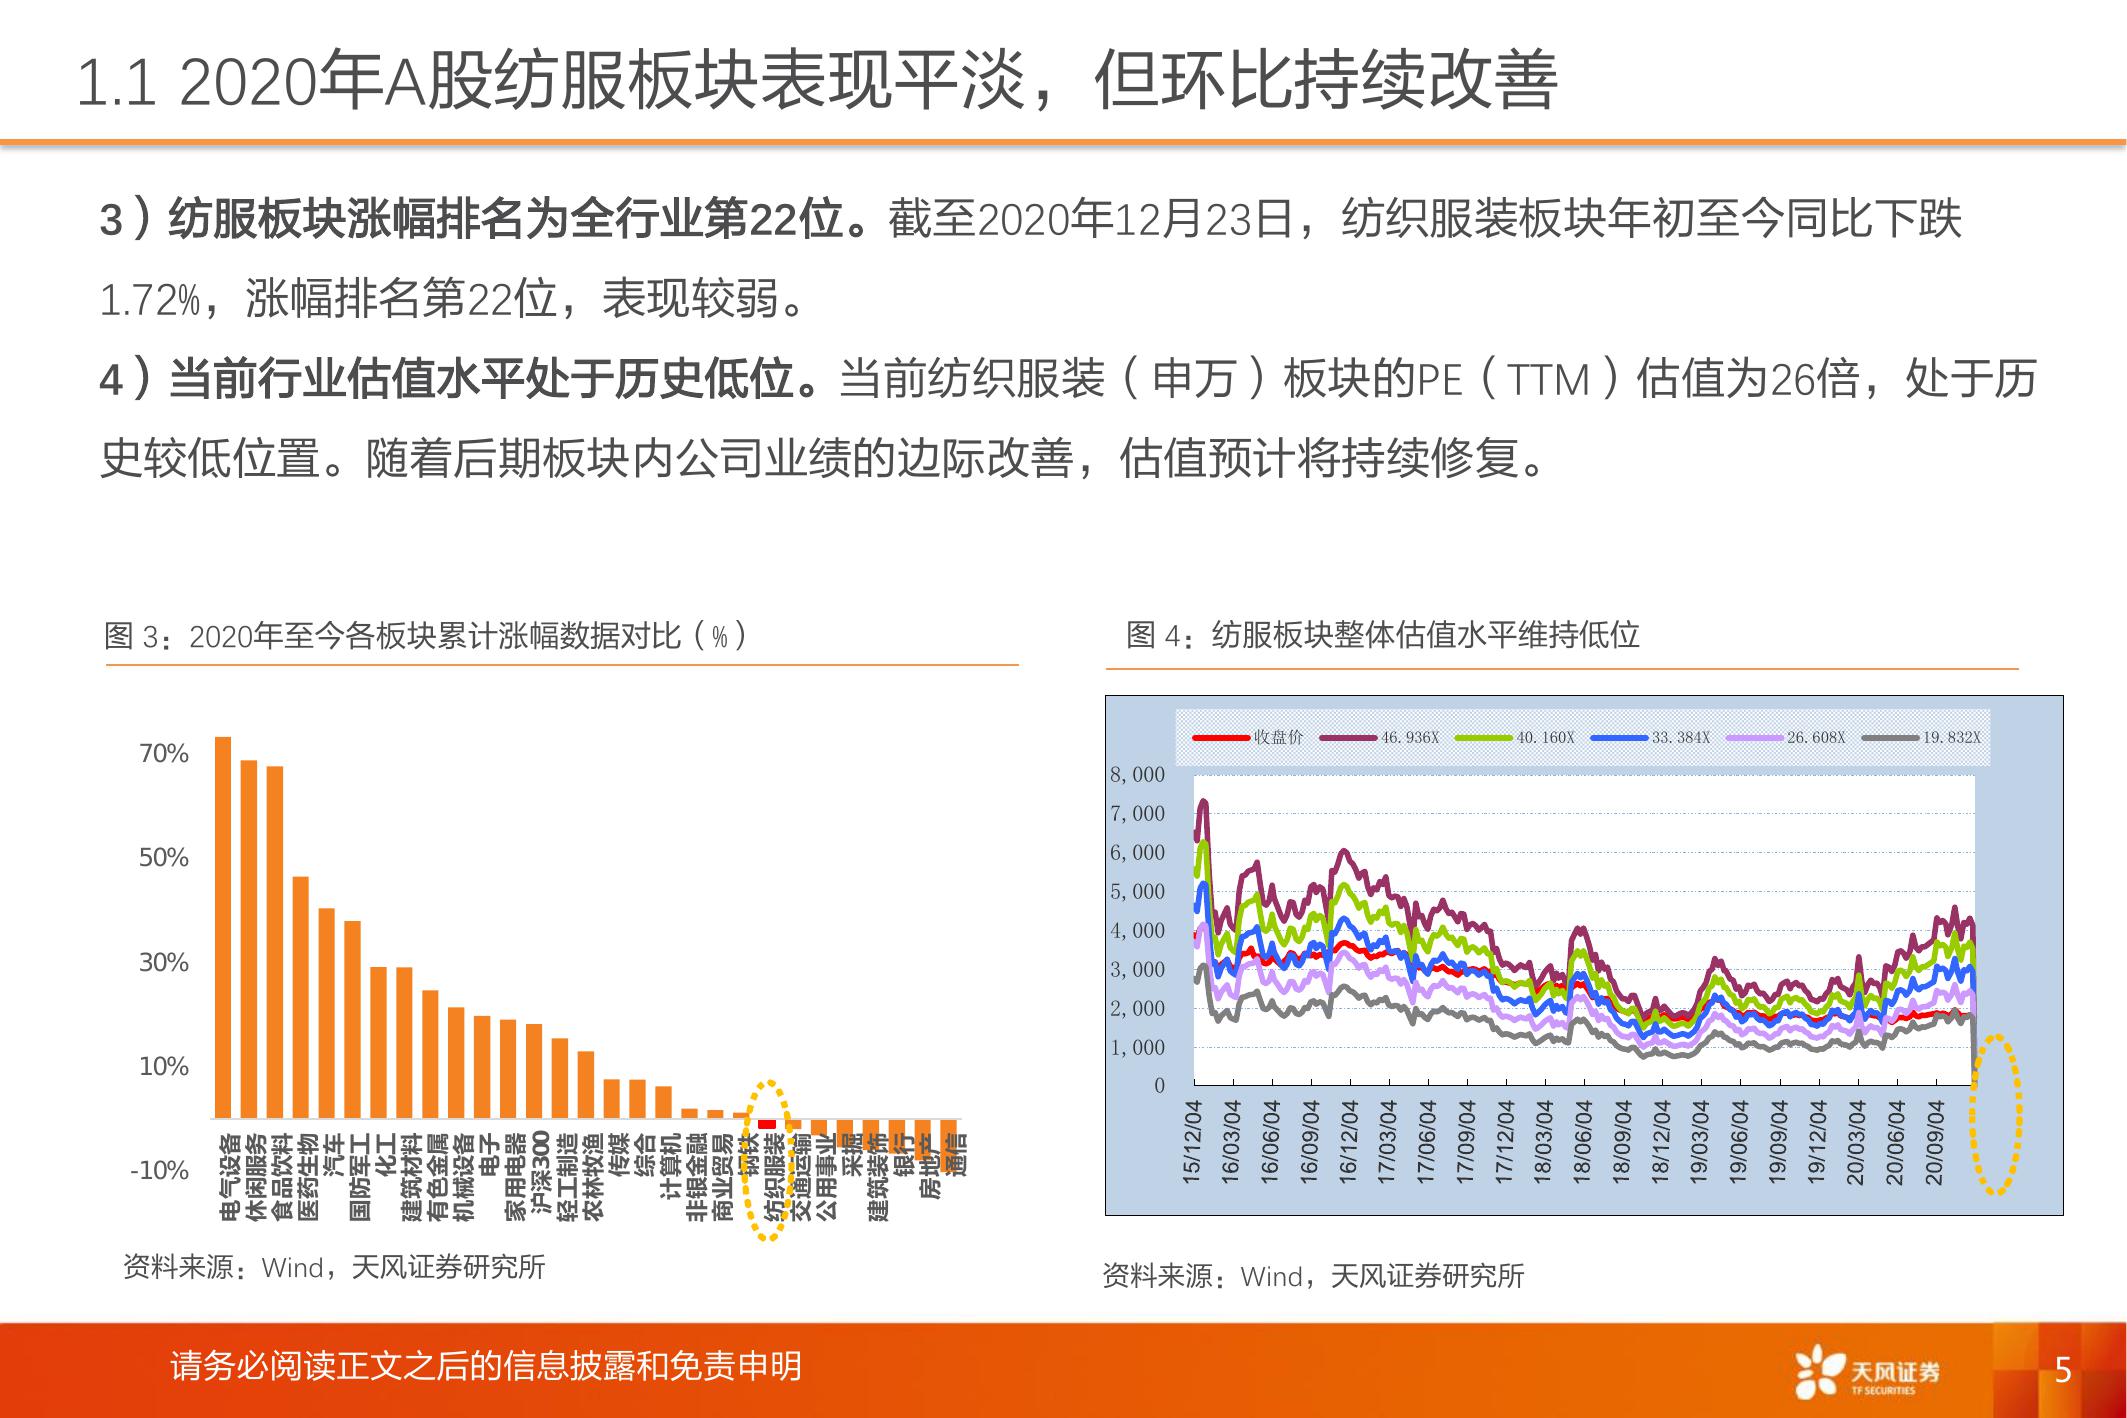 1.1 2020年A股纺服板块表现平淡，但环比持续改善
3）纺服板块涨幅排名为全行业第22位。截至2020年12月23日，纺织服装板块年初至今同比下跌
1.72%，涨幅排名第22位，表现较弱。
4）当前行业估值水平处于历史低位。当前纺织服装（申万）板块的PE（TTM）估值为26倍，处于历
史较低位置。随着后期板块内公司业绩的边际改善，估值预计将持续修复。
图 3：2020年至今各板块累计涨幅数据对比（%）
70%
50%
30%
10%
-10%
电气设备
休闲服务
食品饮料
医药生物
汽车
国防军工
化工
建筑材料
有色金属
机械设备
电子
家用电器
沪深300
轻工制造
农林牧渔
传媒
综合
计算机
非银金融
商业贸易
钢铁
纺织服装
交通运输
公用事业
采掘
建筑装饰
银行
房地产
通信
资料来源：Wind，天风证券研究所
图 4：纺服板块整体估值水平维持低位
收盘价 46.936X 40.160X 33.384X 26.608X 19.832X
8,000
7,000
6,000
5,000
4,000
3,000
2,000
1,000
0
15/12/04
16/03/04
16/06/04
16/09/04
16/12/04
17/03/04
17/06/04
17/09/04
17/12/04
18/03/04
18/06/04
18/09/04
18/12/04
19/03/04
19/06/04
19/09/04
19/12/04
20/03/04
20/06/04
20/09/04
资料来源：Wind，天风证券研究所
请务必阅读正文之后的信息披露和免责申明
天风证券
TF SECURITIES
5